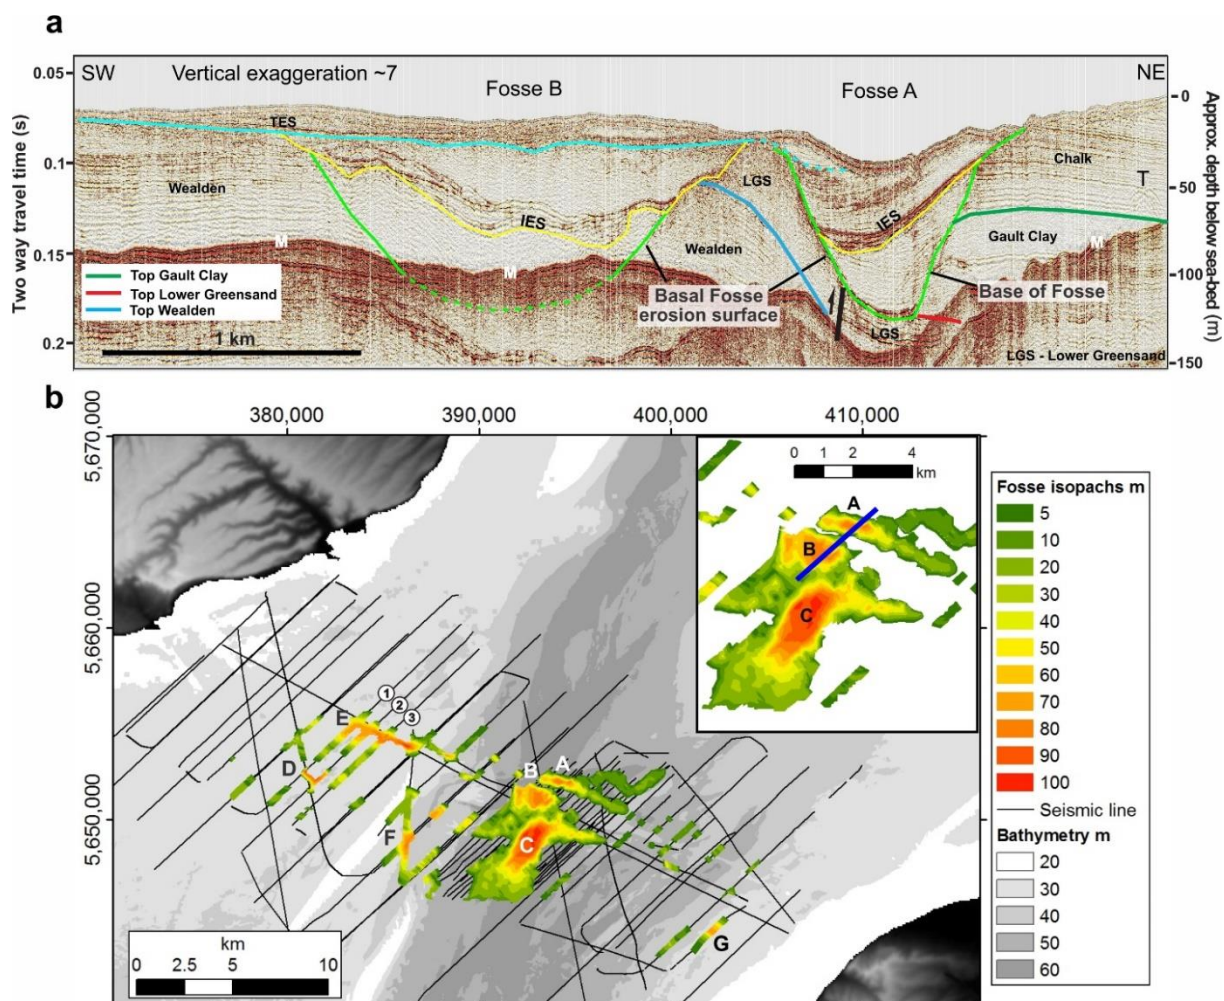 a
SW
Vertical exaggeration ~7
Fosse B
Fosse A
NE
Two way travel time (s)
0.05
0.1
0.15
0.2
Approx. depth below sea-bed (m)
0
50
100
150
TES
Wealden
IES
M
M
LGS
Wealden
IES
Chalk
T
Gault Clay
M
Basal Fosse
erosion surface
Base of Fosse
LGS
LGS - Lower Greensand
Top Gault Clay
Top Lower Greensand
Top Wealden
1 km
b
380,000
390,000
400,000
410,000
5,670,000
5,660,000
5,650,000
0 1 2 4
km
A
B
C
1
2
3
E
D
F
B
A
C
G
km
0 2.5 5 10
Fosse isopachs m
5
10
20
30
40
50
60
70
80
90
100
Seismic line
Bathymetry m
20
30
40
50
60